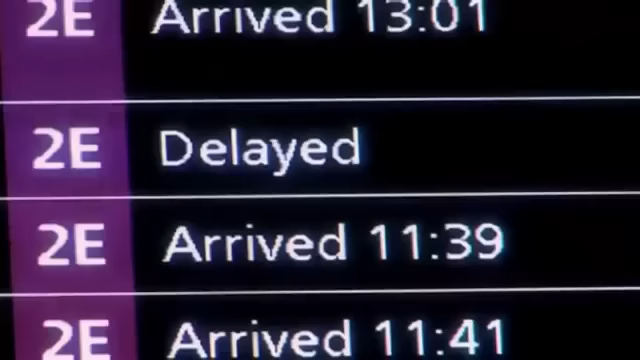 2E Arrived 13:01
2E Delayed
2E Arrived 11:39
2E Arrived 11:41